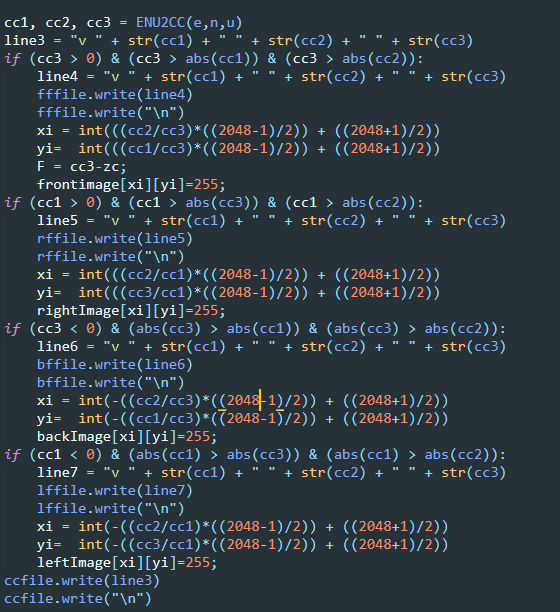 cc1, cc2, cc3 = ENU2CC(e,n,u)
line3 = "v " + str(cc1) + " " + str(cc2) + " " + str(cc3)
if (cc3 > 0) & (cc3 > abs(cc1)) & (cc3 > abs(cc2)):
    line4 = "v " + str(cc1) + " " + str(cc2) + " " + str(cc3)
    fffile.write(line4)
    fffile.write("\n")
    xi = int(((cc2/cc3)*((2048-1)/2)) + ((2048+1)/2))
    yi=  int(((cc1/cc3)*((2048-1)/2)) + ((2048+1)/2))
    F = cc3-zc;
    frontimage[xi][yi]=255;
if (cc1 > 0) & (cc1 > abs(cc3)) & (cc1 > abs(cc2)):
    line5 = "v " + str(cc1) + " " + str(cc2) + " " + str(cc3)
    rffile.write(line5)
    rffile.write("\n")
    xi = int(((cc2/cc1)*((2048-1)/2)) + ((2048+1)/2))
    yi=  int(((cc3/cc1)*((2048-1)/2)) + ((2048+1)/2))
    rightImage[xi][yi]=255;
if (cc3 < 0) & (abs(cc3) > abs(cc1)) & (abs(cc3) > abs(cc2)):
    line6 = "v " + str(cc1) + " " + str(cc2) + " " + str(cc3)
    bffile.write(line6)
    bffile.write("\n")
    xi = int(-((cc2/cc3)*((2048-1)/2)) + ((2048+1)/2))
    yi=  int(-((cc1/cc3)*((2048-1)/2)) + ((2048+1)/2))
    backImage[xi][yi]=255;
if (cc1 < 0) & (abs(cc1) > abs(cc3)) & (abs(cc1) > abs(cc2)):
    line7 = "v " + str(cc1) + " " + str(cc2) + " " + str(cc3)
    lffile.write(line7)
    lffile.write("\n")
    xi = int(-((cc2/cc1)*((2048-1)/2)) + ((2048+1)/2))
    yi=  int(-((cc3/cc1)*((2048-1)/2)) + ((2048+1)/2))
    leftImage[xi][yi]=255;
ccfile.write(line3)
ccfile.write("\n")